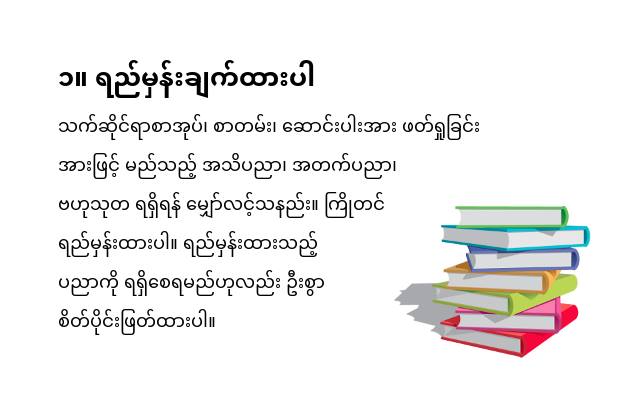 ၁။ ရည်မှန်းချက်ထားပါ
သက်ဆိုင်ရာစာအုပ်၊ စာတမ်း၊ ဆောင်းပါးအား ဖတ်ရှုခြင်း
အားဖြင့် မည်သည့် အသိပညာ၊ အတက်ပညာ၊
ဗဟုသုတ ရရှိရန် မျှော်လင့်သနည်း။ ကြိုတင်
ရည်မှန်းထားပါ။ ရည်မှန်းထားသည့်
ပညာကို ရရှိစေရမည်ဟုလည်း ဦးစွာ
စိတ်ပိုင်းဖြတ်ထားပါ။